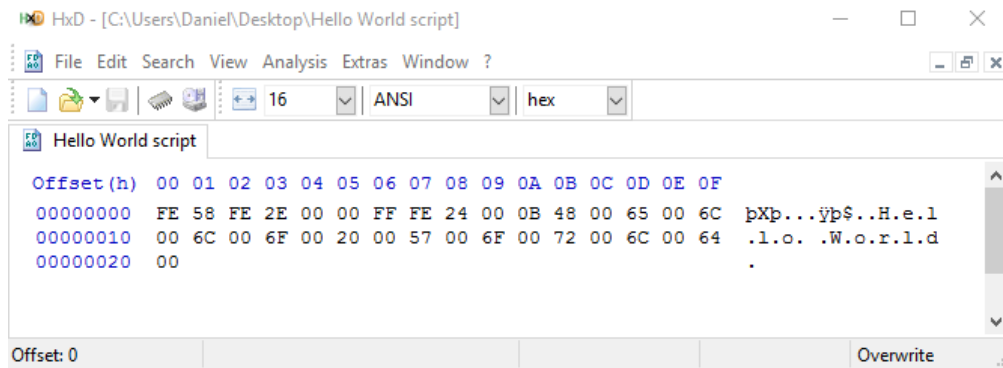 HxD - [C:\Users\Daniel\Desktop\Hello World script]
File Edit Search View Analysis Extras Window ?
16 ANSI hex
Hello World script
Offset(h) 00 01 02 03 04 05 06 07 08 09 0A 0B 0C 0D 0E 0F
00000000 FE 58 FE 2E 00 00 FF FE 24 00 0B 48 00 65 00 6C þXþ...ÿþ$..H.e.l
00000010 00 6C 00 6F 00 20 00 57 00 6F 00 72 00 6C 00 64 .l.o. .W.o.r.l.d
00000020 00 .
Offset: 0 Overwrite